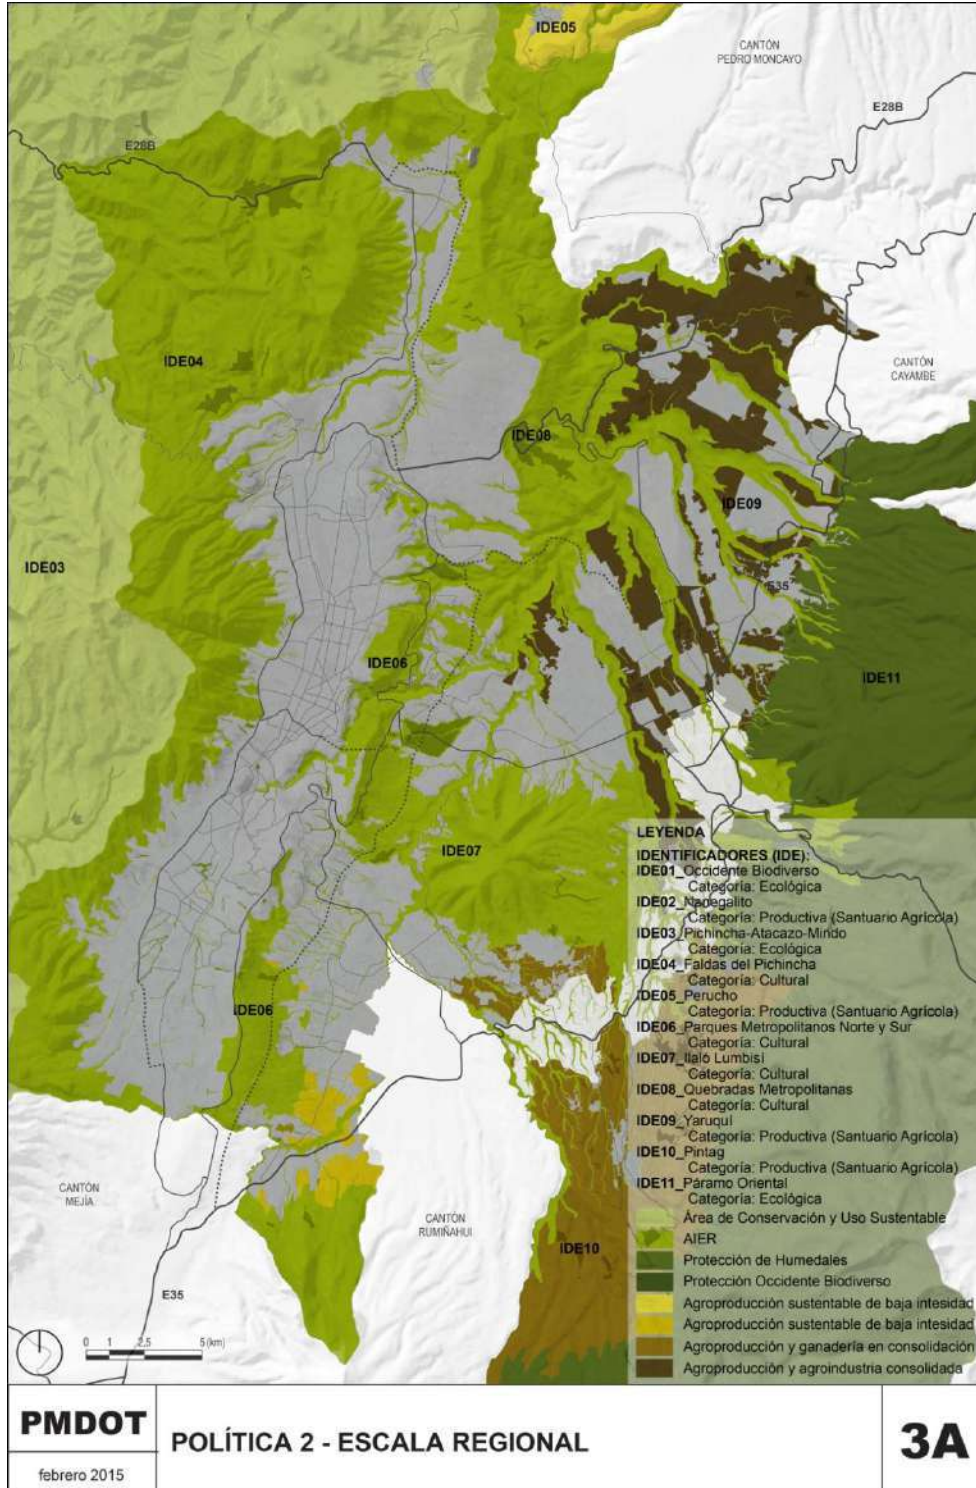 IDE05
CANTÓN
PEDRO MONCAYO
E28B
E28B
IDE04
CANTÓN
CAYAMBE
IDE08
IDE09
IDE03
E35
IDE06
IDE11
IDE07
IDE06
CANTÓN
MEJÍA
CANTÓN
RUMIÑAHUI
IDE10
E35
0 1 2,5 5 (km)
LEYENDA
IDENTIFICADORES (IDE):
IDE01_Occidente Biodiverso
Categoría: Ecológica
IDE02_Nanegalito
Categoría: Productiva (Santuario Agrícola)
IDE03_Pichincha-Atacazo-Mindo
Categoría: Ecológica
IDE04_Faldas del Pichincha
Categoría: Cultural
IDE05_Perucho
Categoría: Productiva (Santuario Agrícola)
IDE06_Parques Metropolitanos Norte y Sur
Categoría: Cultural
IDE07_Ilaló Lumbisí
Categoría: Cultural
IDE08_Quebradas Metropolitanas
Categoría: Cultural
IDE09_Yaruquí
Categoría: Productiva (Santuario Agrícola)
IDE10_Pintag
Categoría: Productiva (Santuario Agrícola)
IDE11_Páramo Oriental
Categoría: Ecológica
Área de Conservación y Uso Sustentable
AIER
Protección de Humedales
Protección Occidente Biodiverso
Agroproducción sustentable de baja intesidad
Agroproducción sustentable de baja intesidad
Agroproducción y ganadería en consolidación
Agroproducción y agroindustria consolidada
PMDOT
febrero 2015
POLÍTICA 2 - ESCALA REGIONAL
3A